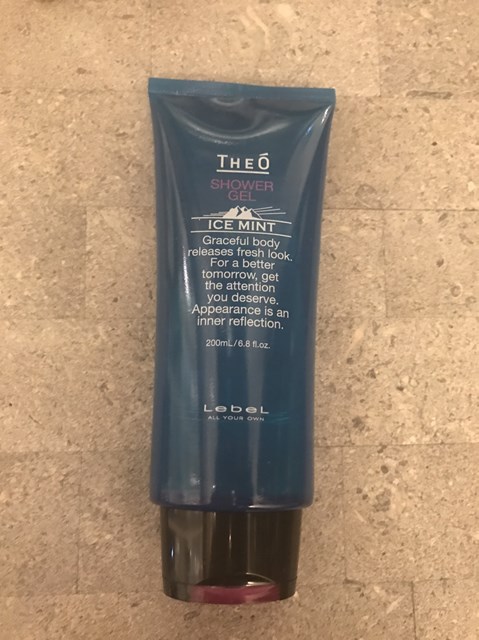 THEÓ
SHOWER
GEL
ICE MINT
Graceful body
releases fresh look.
For a better
tomorrow, get
the attention
you deserve.
Appearance is an
inner reflection.
200mL/6.8 fl.oz.
LebeL
ALL YOUR OWN